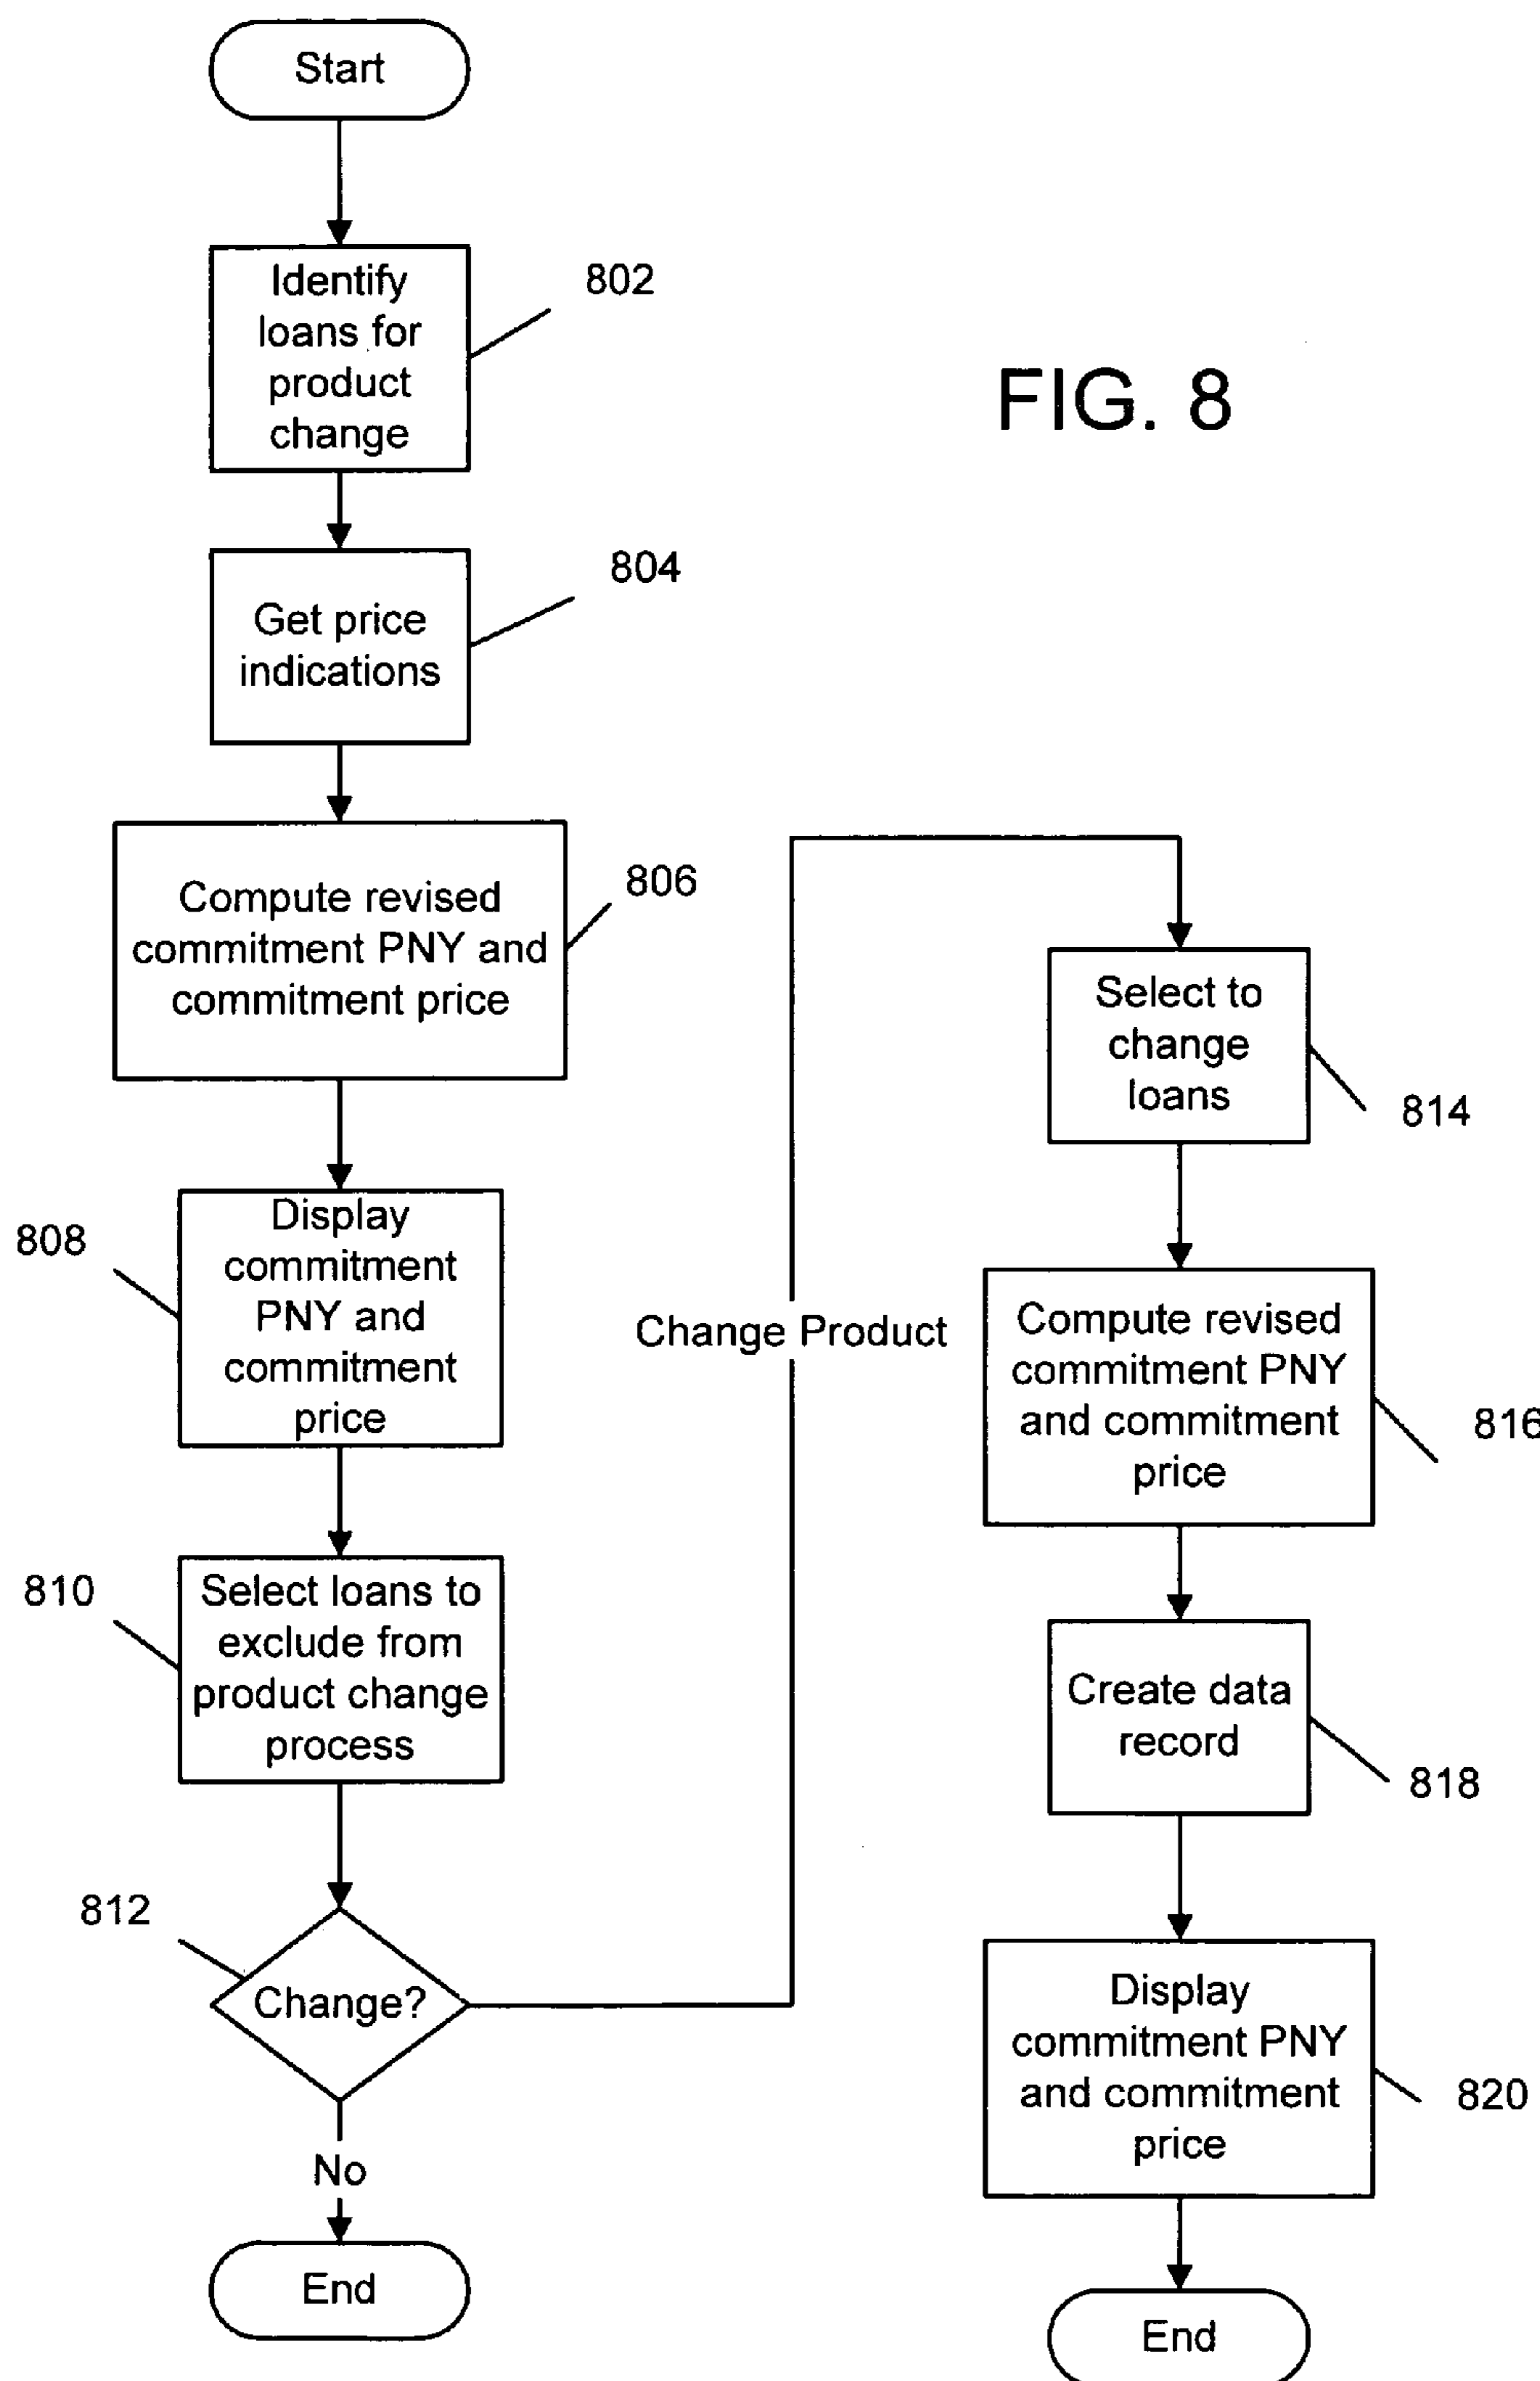 Start
Identify
loans for
product
change
802
FIG. 8
Get price
indications
804
Compute revised
commitment PNY and
commitment price
806
Display
commitment
PNY and
commitment
price
808
Select loans to
exclude from
product change
process
810
Change?
812
No
End
Change Product
Select to
change
loans
814
Compute revised
commitment PNY
and commitment
price
816
Create data
record
818
Display
commitment PNY
and commitment
price
820
End